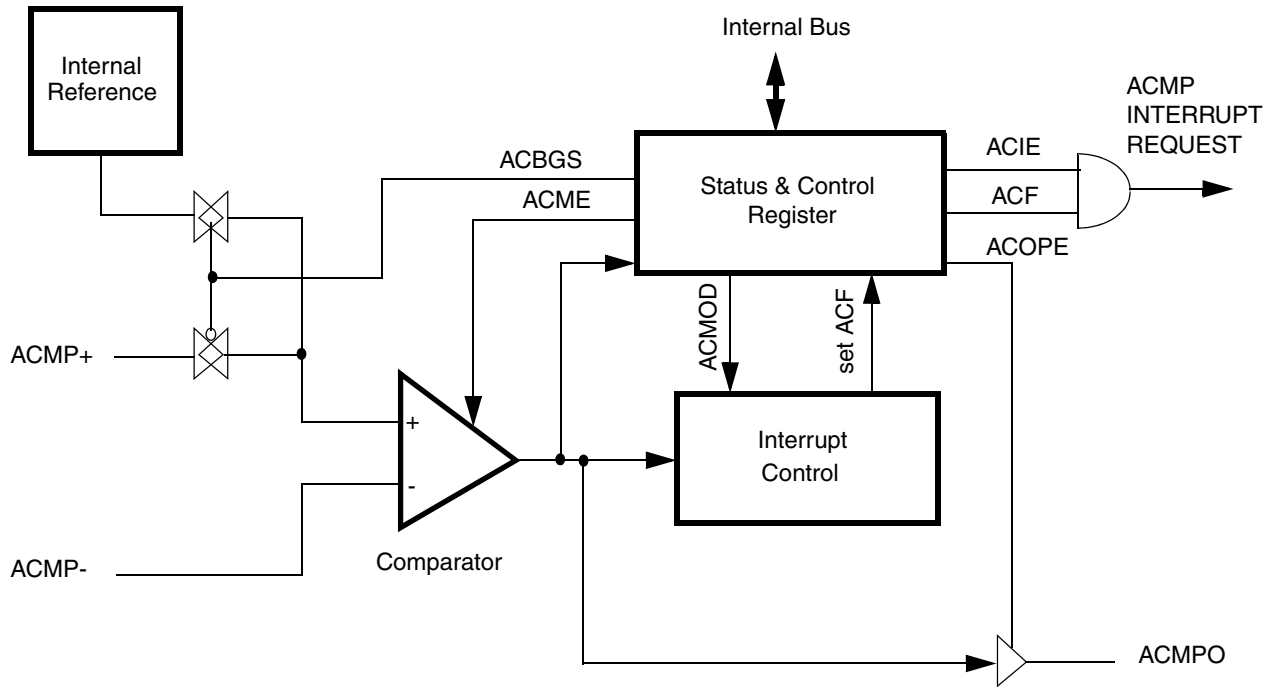 Internal Bus
Internal
Reference
ACMP
INTERRUPT
REQUEST
ACBGS
ACME
Status & Control
Register
ACIE
ACF
ACOPE
ACMOD
set ACF
ACMP+
+
-
Interrupt
Control
Comparator
ACMP-
ACMPO